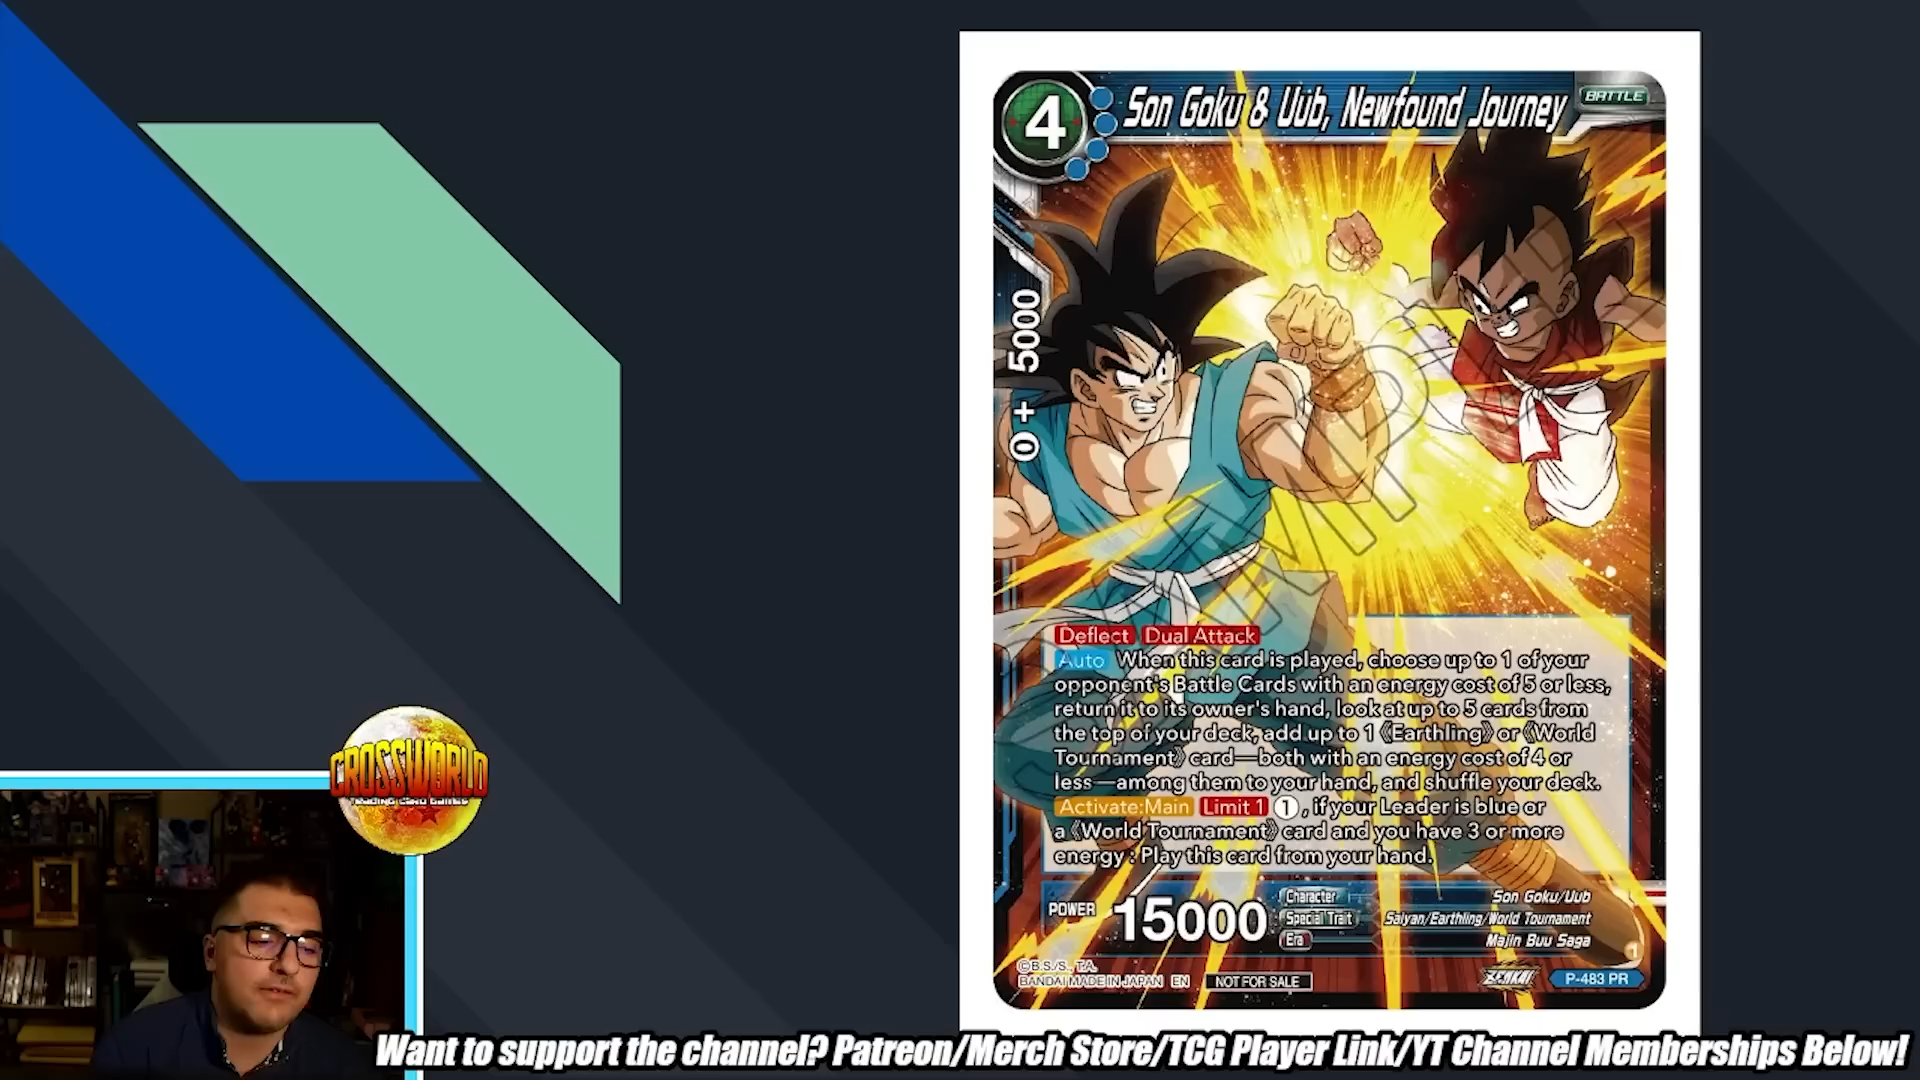 4
Son Goku & Uub, Newfound Journey
BATTLE
0 + 5000
SAMPLE
Deflect Dual Attack
Auto When this card is played, choose up to 1 of your
opponent's Battle Cards with an energy cost of 5 or less,
return it to its owner's hand, look at up to 5 cards from
the top of your deck, add up to 1 《Earthling》 or 《World
Tournament》 card—both with an energy cost of 4 or
less—among them to your hand, and shuffle your deck.
Activate:Main Limit 1 1, if your Leader is blue or
a 《World Tournament》 card and you have 3 or more
energy : Play this card from your hand.
POWER 15000
Character Son Goku/Uub
Special Trait Saiyan/Earthling/World Tournament
Era Majin Buu Saga
©B.S./S., T.A.
BANDAI MADE IN JAPAN EN NOT FOR SALE
ZENKAI P-483 PR
CROSSWORLD
TRADING CARD GAMES
Want to support the channel? Patreon/Merch Store/TCG Player Link/YT Channel Memberships Below!